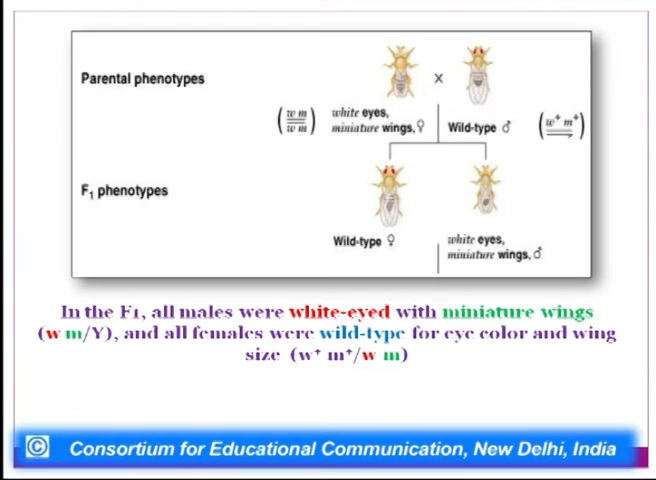 Parental phenotypes
x
( w m / w m ) white eyes, miniature wings, ♀
Wild-type ♂ ( w⁺ m⁺ )
F₁ phenotypes
Wild-type ♀
white eyes,
miniature wings, ♂
In the F1, all males were white-eyed with miniature wings
(w m/Y), and all females were wild-type for eye color and wing
size (w⁺ m⁺/w m)
© Consortium for Educational Communication, New Delhi, India